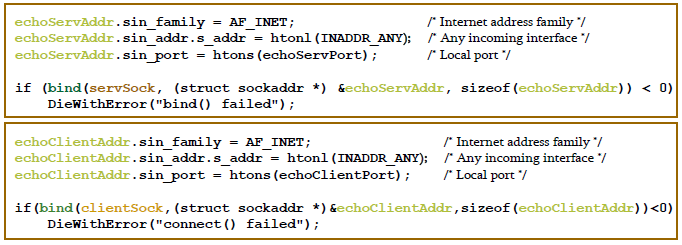 echoServAddr.sin_family = AF_INET; /* Internet address family */
echoServAddr.sin_addr.s_addr = htonl(INADDR_ANY); /* Any incoming interface */
echoServAddr.sin_port = htons(echoServPort); /* Local port */
if (bind(servSock, (struct sockaddr *) &echoServAddr, sizeof(echoServAddr)) < 0)
DieWithError("bind() failed");
echoClientAddr.sin_family = AF_INET; /* Internet address family */
echoClientAddr.sin_addr.s_addr = htonl(INADDR_ANY); /* Any incoming interface */
echoClientAddr.sin_port = htons(echoClientPort); /* Local port */
if(bind(clientSock,(struct sockaddr *)&echoClientAddr,sizeof(echoClientAddr))<0)
DieWithError("connect() failed");